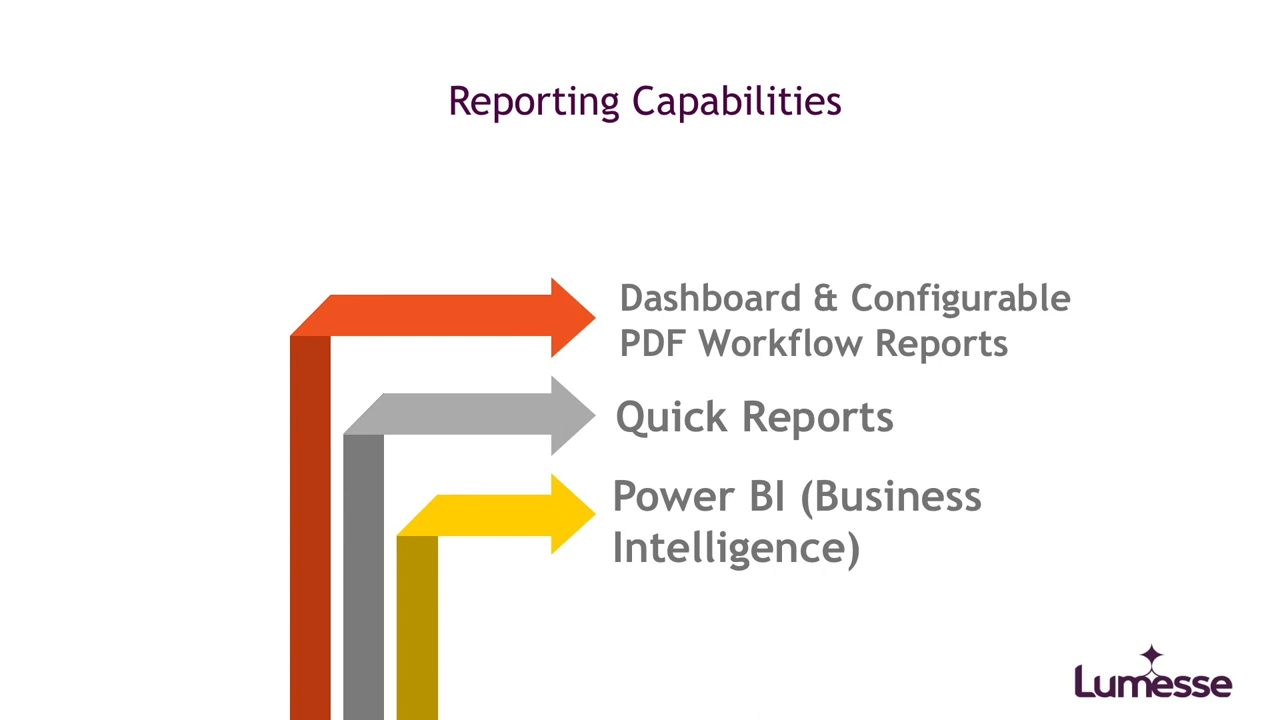 Reporting Capabilities
Dashboard & Configurable
PDF Workflow Reports
Quick Reports
Power BI (Business
Intelligence)
Lumesse